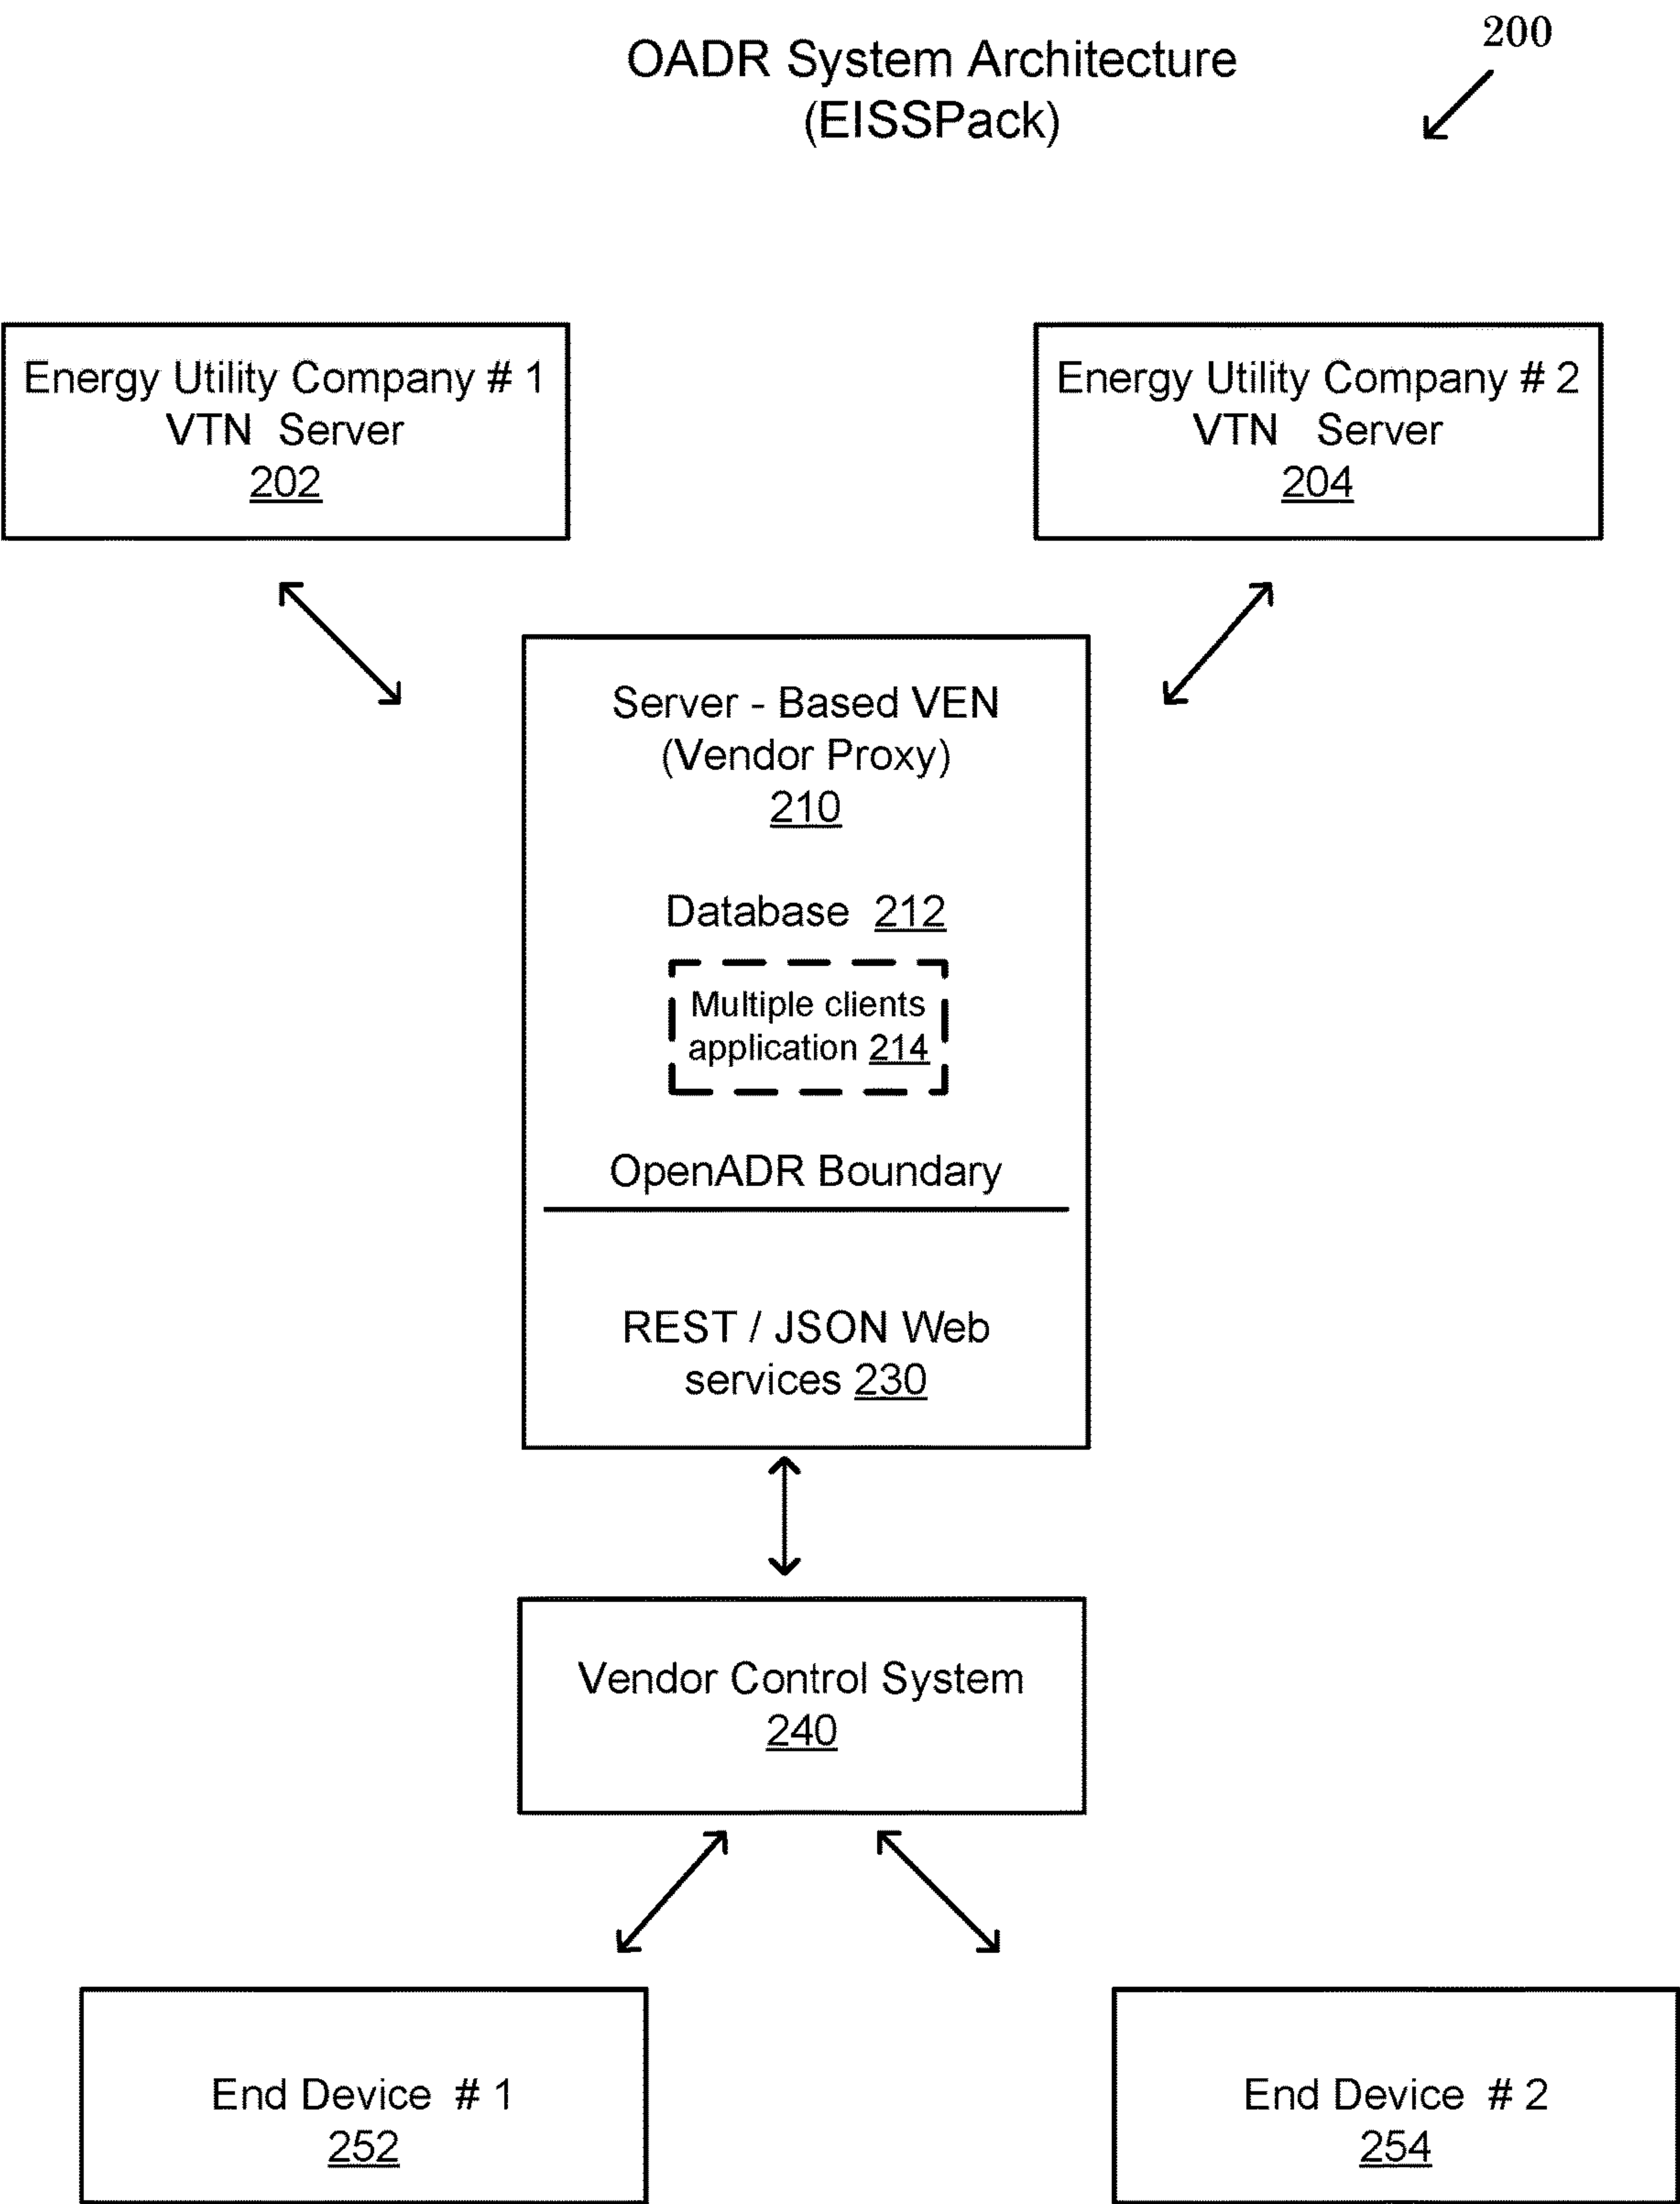 200
OADR System Architecture
(EISSPack)
Energy Utility Company # 1
VTN Server
202
Energy Utility Company # 2
VTN Server
204
Server - Based VEN
(Vendor Proxy)
210
Database 212
Multiple clients
application 214
OpenADR Boundary
REST / JSON Web
services 230
Vendor Control System
240
End Device # 1
252
End Device # 2
254